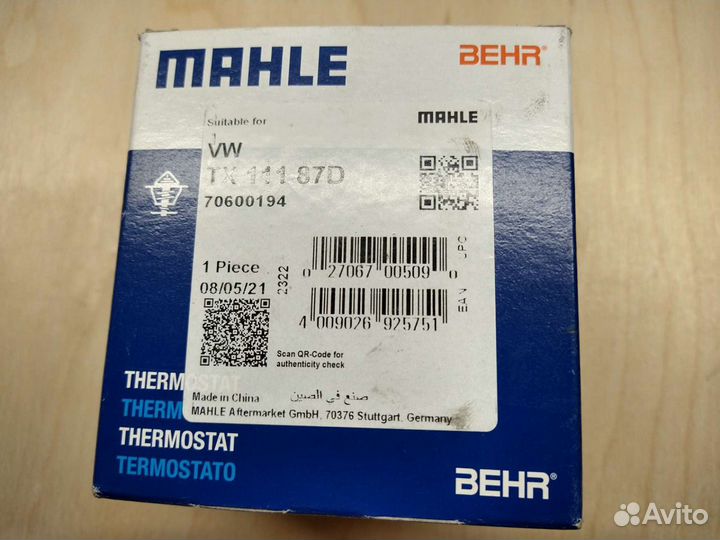 MAHLE BEHR®
Suitable for MAHLE
VW
TX 111 87D
70600194
1 Piece
08/05/21
2322
UPC
0 27067 00509 0
EAN
4 009026 925751
Scan QR-Code for
authenticity check
Made in China صنع في الصين
MAHLE Aftermarket GmbH, 70376 Stuttgart, Germany
THERMOSTAT
THERMO
THERMOSTAT
TERMOSTATO
BEHR®
Avito